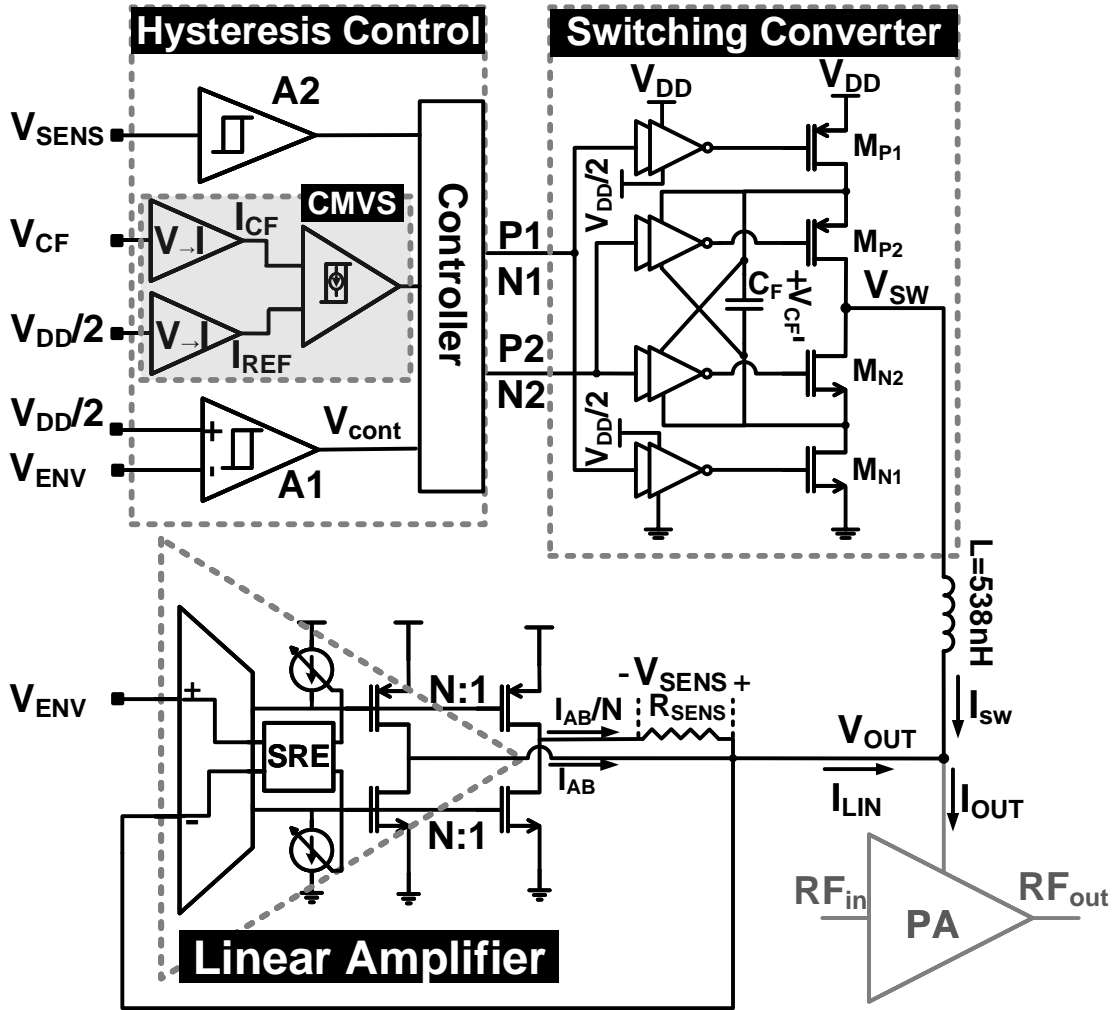 Hysteresis Control
Switching Converter
A2
V_SENS
CMVS
I_CF
V_CF
V→I
V_DD/2
V→I
I_REF
V_DD/2
+
V_cont
V_ENV
-
A1
Controller
P1
N1
P2
N2
V_DD
V_DD
M_P1
V_DD/2
M_P2
C_F
+V_CF-
V_SW
M_N2
V_DD/2
M_N1
L=538nH
V_ENV
+
SRE
-
N:1
N:1
-V_SENS+
R_SENS
I_AB/N
I_AB
V_OUT
I_LIN
I_SW
I_OUT
RF_in
PA
RF_out
Linear Amplifier